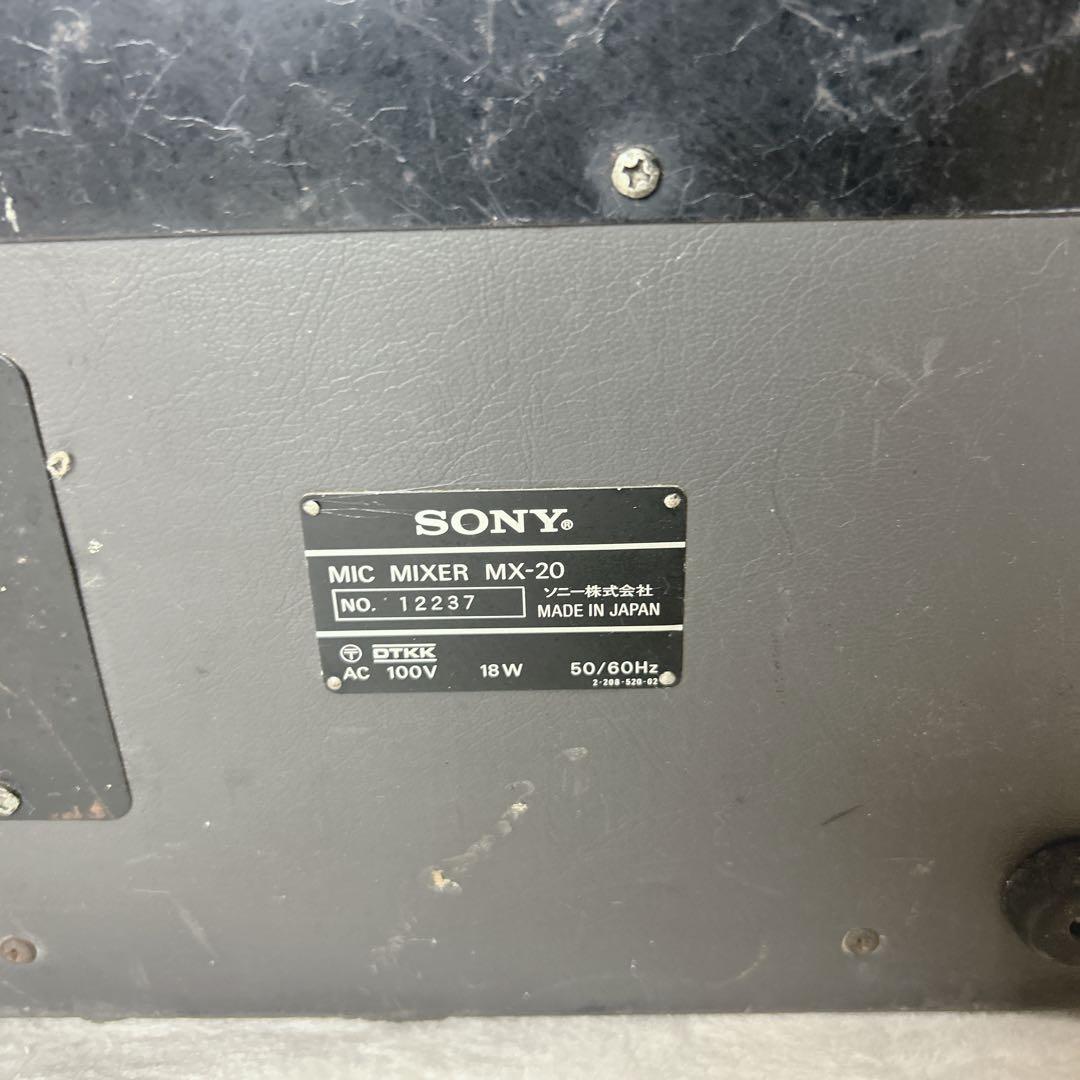 SONY®
MIC MIXER MX-20
NO. 12237
ソニー株式会社
MADE IN JAPAN
〒 DTKK
AC 100V 18W 50/60Hz
2-208-520-02